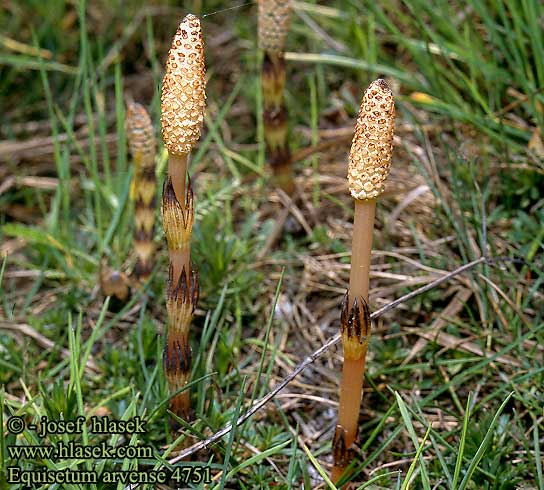 © - Josef Hlasek
www.hlasek.com
Equisetum arvense 4751